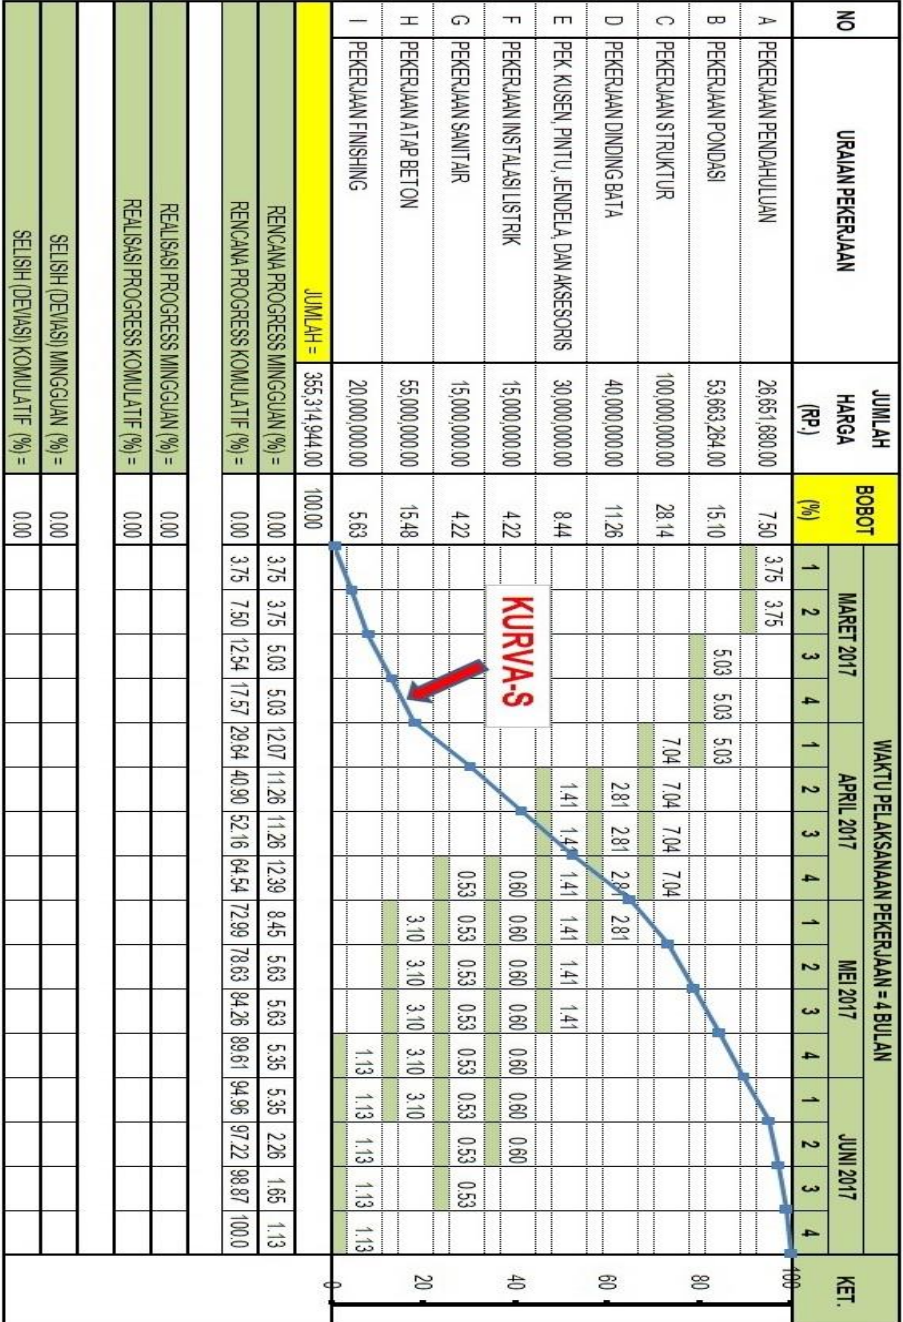 NO URAIAN PEKERJAAN JUMLAH HARGA (RP.) BOBOT (%) WAKTU PELAKSANAAN PEKERJAAN = 4 BULAN KET.
MARET 2017 APRIL 2017 MEI 2017 JUNI 2017
1 2 3 4 1 2 3 4 1 2 3 4 1 2 3 4
A PEKERJAAN PENDAHULUAN 26,651,680.00 7.50 3.75 3.75
B PEKERJAAN PONDASI 53,663,264.00 15.10 5.03 5.03 5.03
C PEKERJAAN STRUKTUR 100,000,000.00 28.14 7.04 7.04 7.04 7.04
D PEKERJAAN DINDING BATA 40,000,000.00 11.26 2.81 2.81 2.81 2.81
E PEK. KUSEN, PINTU, JENDELA, DAN AKSESORIS 30,000,000.00 8.44 1.41 1.41 1.41 1.41 1.41 1.41
F PEKERJAAN INSTALASI LISTRIK 15,000,000.00 4.22 0.60 0.60 0.60 0.60 0.60 0.60 0.60
G PEKERJAAN SANITAIR 15,000,000.00 4.22 0.53 0.53 0.53 0.53 0.53 0.53 0.53 0.53
H PEKERJAAN ATAP BETON 55,000,000.00 15.48 3.10 3.10 3.10 3.10 3.10
I PEKERJAAN FINISHING 20,000,000.00 5.63 1.13 1.13 1.13 1.13 1.13
KURVA-S
100
80
60
40
20
0
JUMLAH = 355,314,944.00 100.00
RENCANA PROGRESS MINGGUAN (%) = 0.00 3.75 3.75 5.03 5.03 12.07 11.26 11.26 12.39 8.45 5.63 5.63 5.35 5.35 2.26 1.65 1.13
RENCANA PROGRESS KOMULATIF (%) = 0.00 3.75 7.50 12.54 17.57 29.64 40.90 52.16 64.54 72.99 78.63 84.26 89.61 94.96 97.22 98.87 100.0
REALISASI PROGRESS MINGGUAN (%) = 0.00
REALISASI PROGRESS KOMULATIF (%) = 0.00
SELISIH (DEVIASI) MINGGUAN (%) = 0.00
SELISIH (DEVIASI) KOMULATIF (%) = 0.00